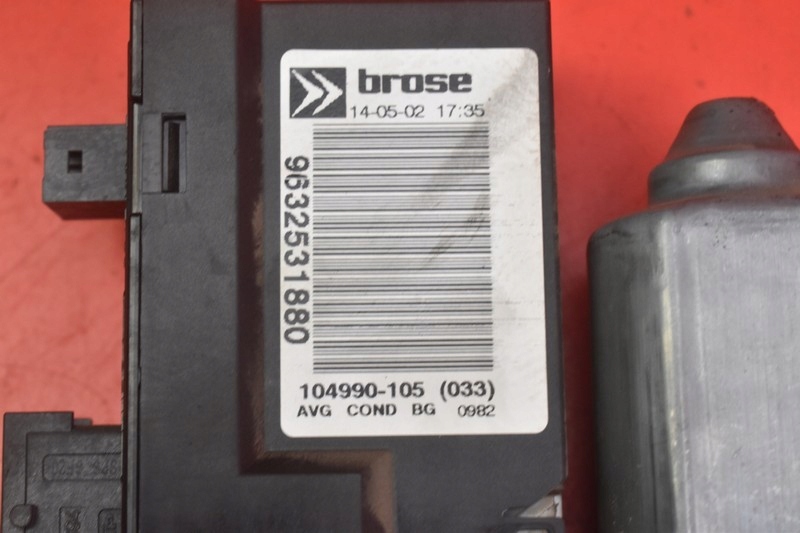 brose
14-05-02 17:35
9632531880
104990-105 (033)
AVG COND BG 0982